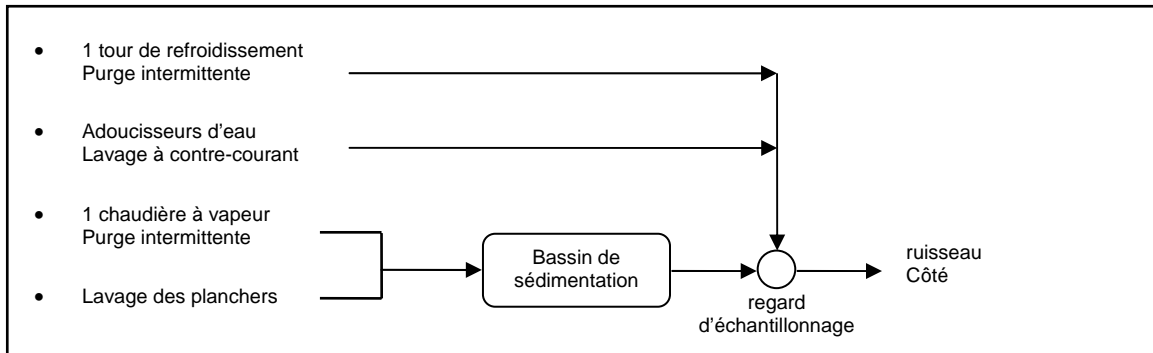 • 1 tour de refroidissement
Purge intermittente
• Adoucisseurs d'eau
Lavage à contre-courant
• 1 chaudière à vapeur
Purge intermittente
• Lavage des planchers
Bassin de
sédimentation
regard
d'échantillonnage
ruisseau
Côté